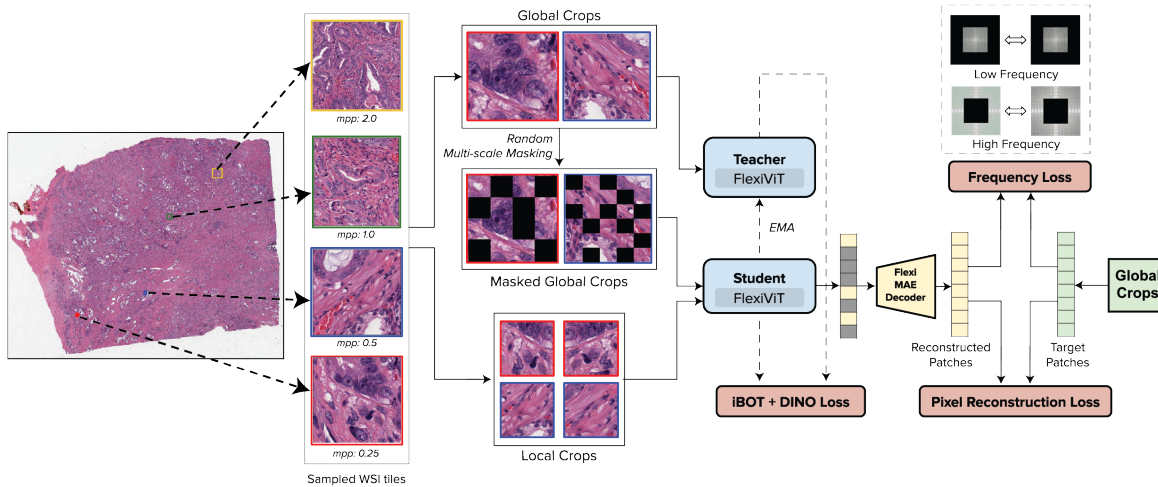 Global Crops
mpp: 2.0
mpp: 1.0
mpp: 0.5
mpp: 0.25
Sampled WSI tiles
Random
Multi-scale Masking
Masked Global Crops
Local Crops
Teacher
FlexiViT
EMA
Student
FlexiViT
iBOT + DINO Loss
Flexi
MAE
Decoder
Low Frequency
High Frequency
Frequency Loss
Reconstructed
Patches
Target
Patches
Global
Crops
Pixel Reconstruction Loss